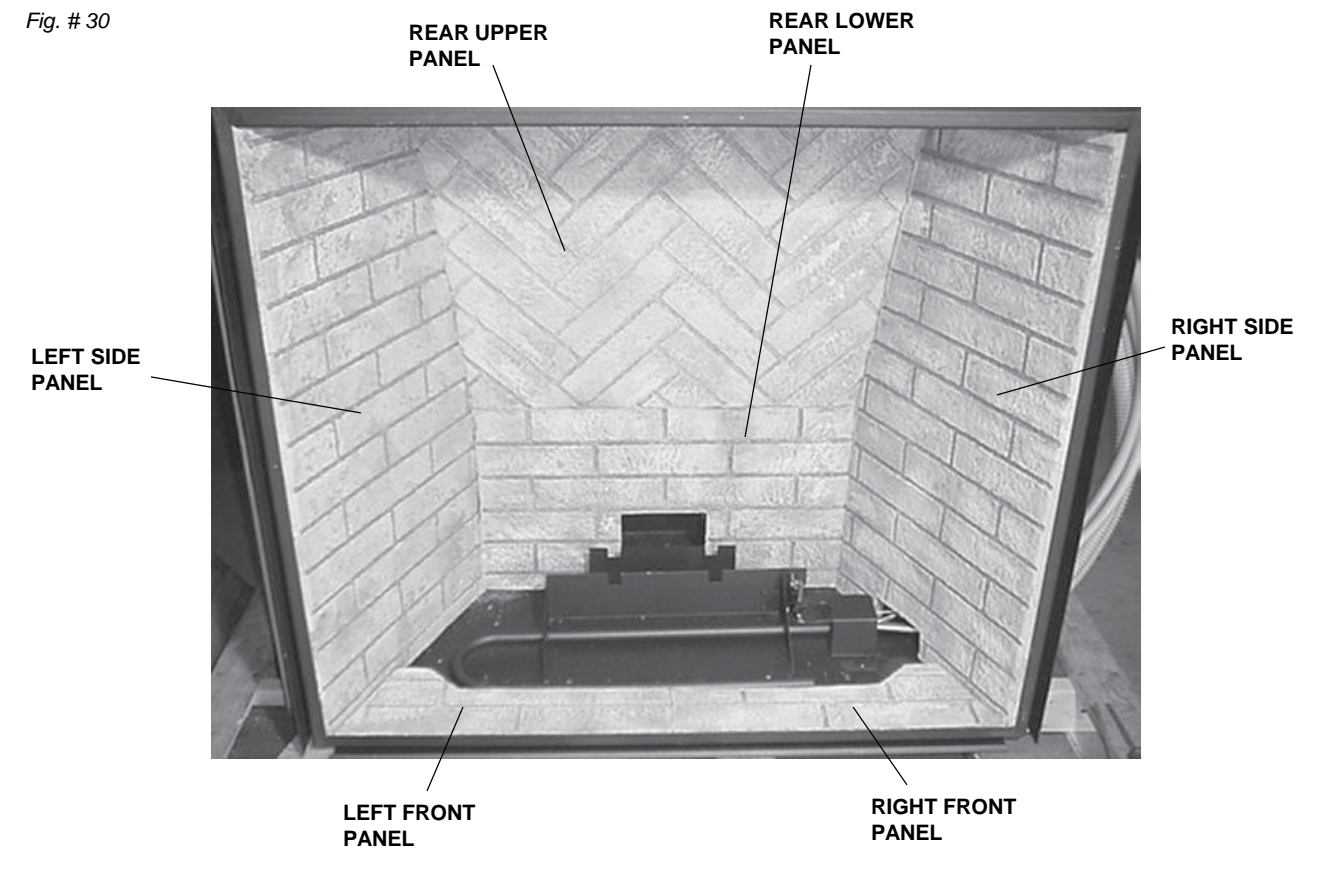 Fig. # 30
REAR UPPER
PANEL
REAR LOWER
PANEL
LEFT SIDE
PANEL
RIGHT SIDE
PANEL
LEFT FRONT
PANEL
RIGHT FRONT
PANEL